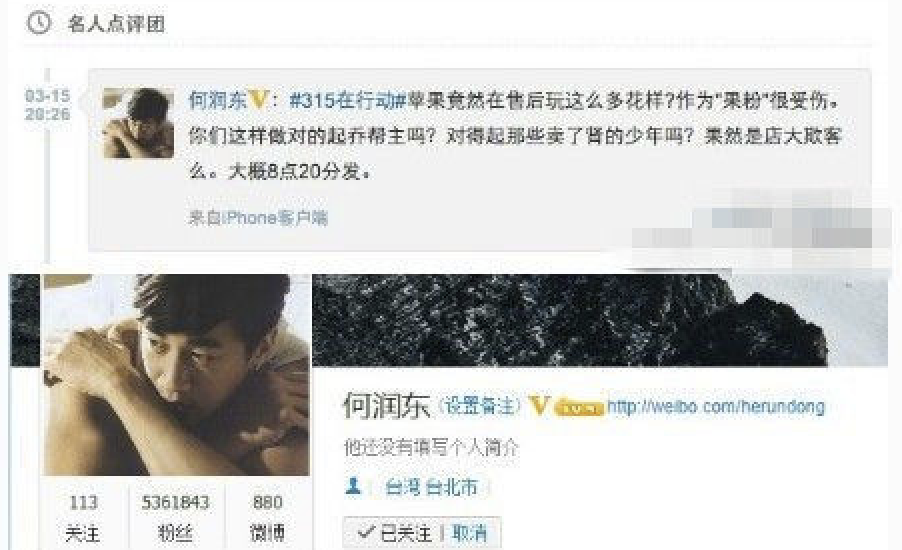 名人点评团
03-15
20:26
何润东V：#315在行动#苹果竟然在售后玩这么多花样?作为"果粉"很受伤。
你们这样做对的起乔帮主吗？对得起那些卖了肾的少年吗？果然是店大欺客
么。大概8点20分发。
来自iPhone客户端
何润东 (设置备注) V http://weibo.com/herundong
他还没有填写个人简介
台湾 台北市
113 5361843 880
关注 粉丝 微博
已关注 | 取消